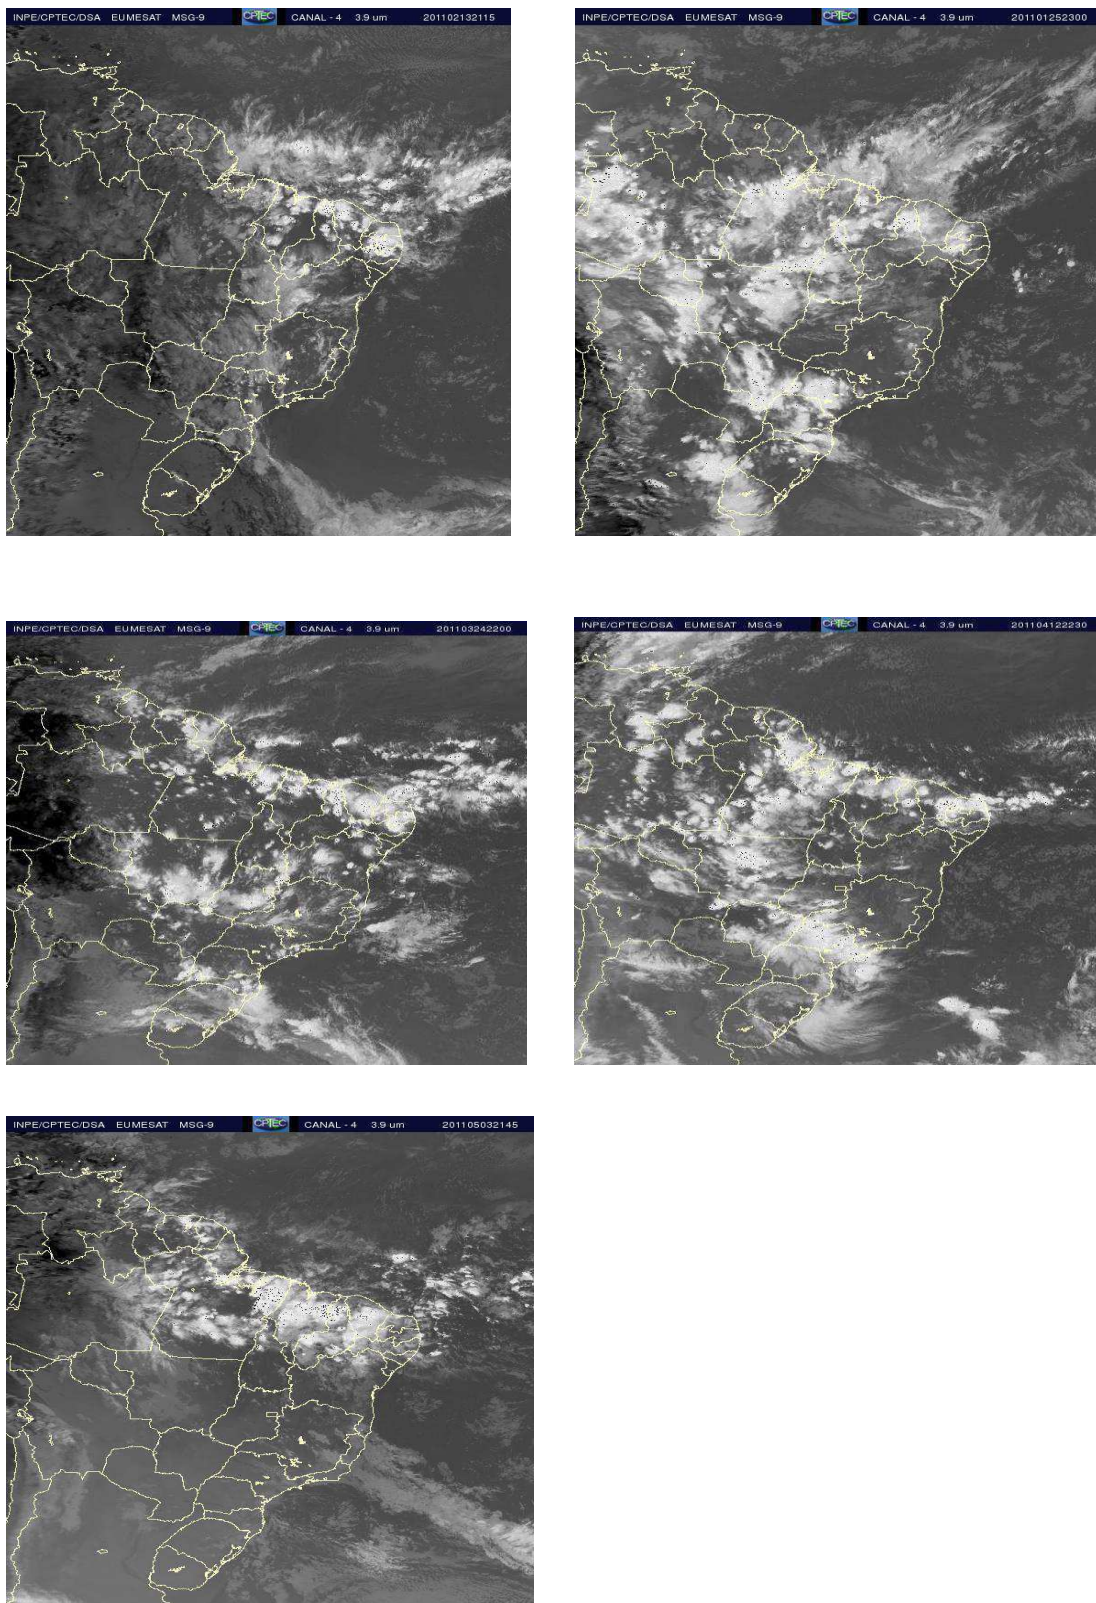 INPE/CPTEC/DSA EUMESAT MSG-9 CPTEC CANAL - 4 3.9 um 201102132115
INPE/CPTEC/DSA EUMESAT MSG-9 CPTEC CANAL - 4 3.9 um 201101252300
INPE/CPTEC/DSA EUMESAT MSG-9 CPTEC CANAL - 4 3.9 um 201103242200
INPE/CPTEC/DSA EUMESAT MSG-9 CPTEC CANAL - 4 3.9 um 201104122230
INPE/CPTEC/DSA EUMESAT MSG-9 CPTEC CANAL - 4 3.9 um 201105032145